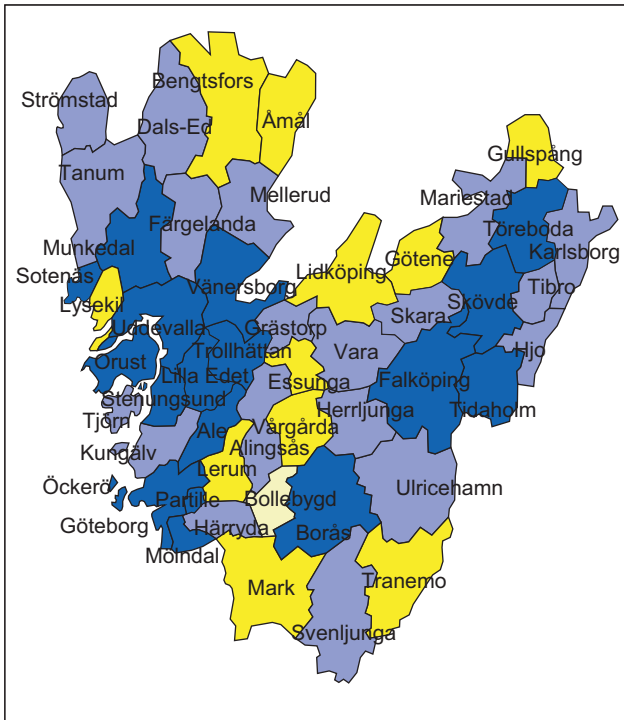 Bengtsfors
Strömstad
Åmål
Dals-Ed
Gullspång
Tanum
Mellerud
Mariestad
Färgelanda
Töreboda
Munkedal
Karlsborg
Götene
Sotenäs
Lidköping
Vänersborg
Tibro
Lysekil
Skövde
Skara
Uddevalla
Grästorp
Hjo
Trollhättan
Vara
Orust
Lilla Edet
Essunga
Falköping
Stenungsund
Herrljunga
Tidaholm
Tjörn
Vårgårda
Ale
Alingsås
Kungälv
Lerum
Öckerö
Ulricehamn
Partille
Bollebygd
Göteborg
Härryda
Borås
Mölndal
Mark
Tranemo
Svenljunga